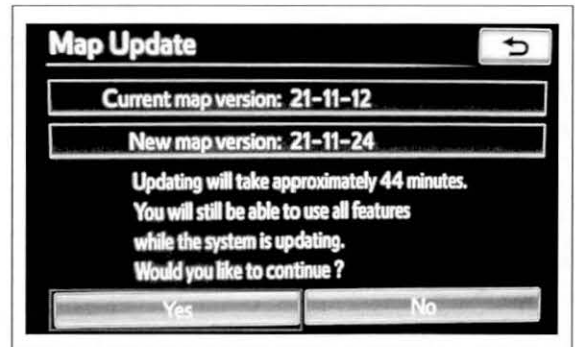 Map Update
Current map version: 21-11-12
New map version: 21-11-24
Updating will take approximately 44 minutes.
You will still be able to use all features
while the system is updating.
Would you like to continue ?
Yes
No